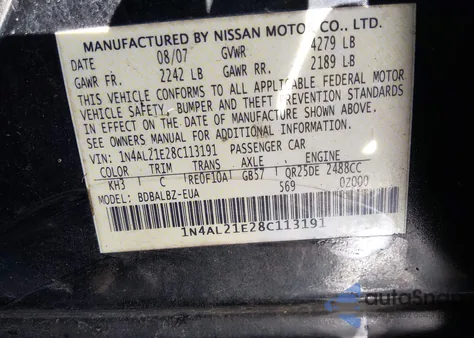 MANUFACTURED BY NISSAN MOTOR CO., LTD.
DATE 08/07 GVWR 4279 LB
GAWR FR. 2242 LB GAWR RR. 2189 LB
THIS VEHICLE CONFORMS TO ALL APPLICABLE FEDERAL MOTOR
VEHICLE SAFETY, BUMPER AND THEFT PREVENTION STANDARDS
IN EFFECT ON THE DATE OF MANUFACTURE SHOWN ABOVE.
SEE OWNERS MANUAL FOR ADDITIONAL INFORMATION.
VIN: 1N4AL21E28C113191 PASSENGER CAR
COLOR TRIM TRANS AXLE ENGINE
KH3 C RE0F10A GB57 QR25DE 2488CC
MODEL: BDBALBZ-EUA 569 0Z000
1N4AL21E28C113191
autoSpan